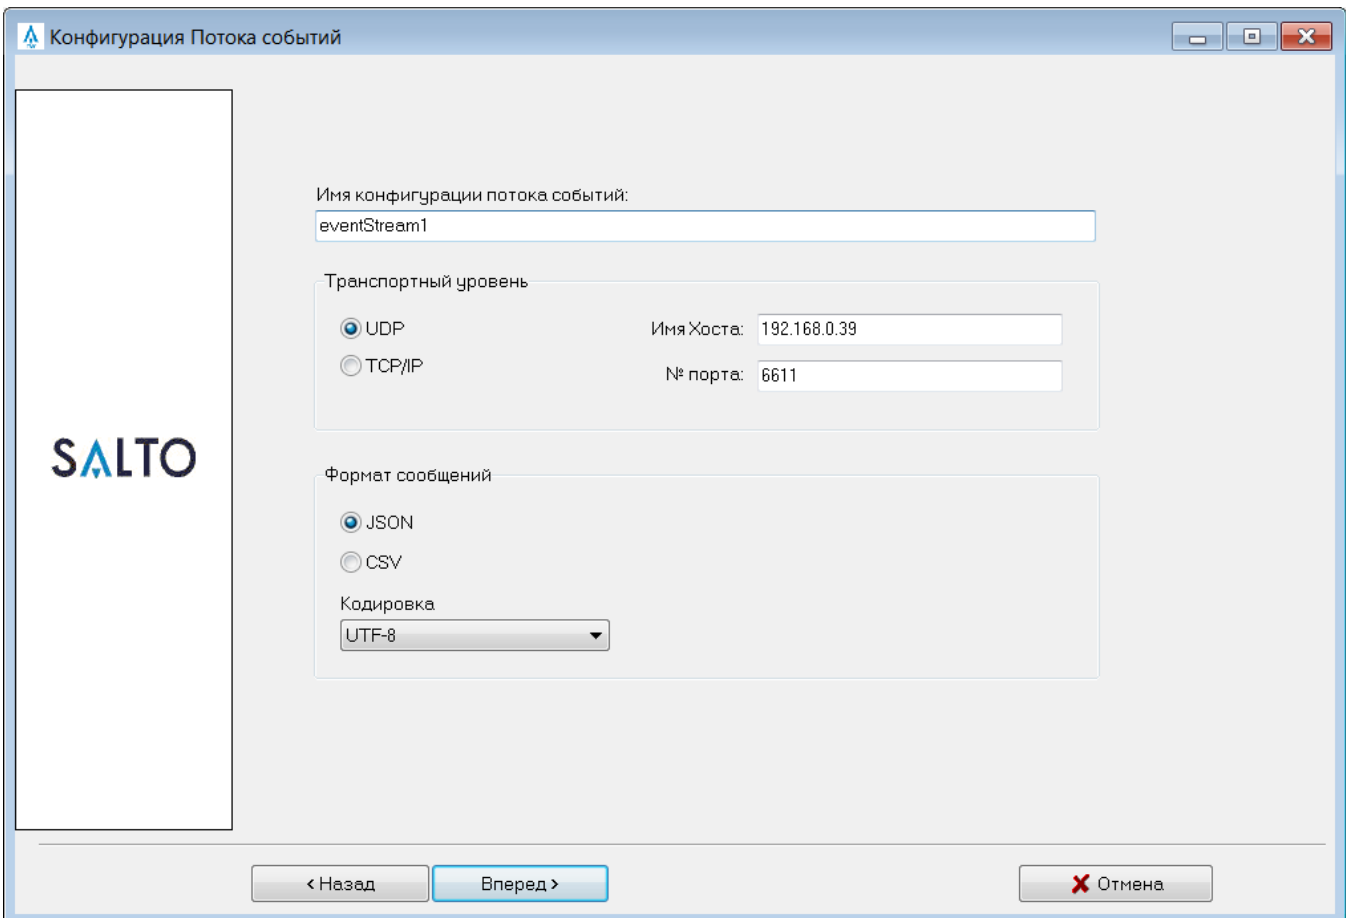 Конфигурация Потока событий
Имя конфигурации потока событий:
eventStream1
Транспортный уровень
UDP
Имя Хоста: 192.168.0.39
TCP/IP
№ порта: 6611
SALTO
Формат сообщений
JSON
CSV
Кодировка
UTF-8
< Назад
Вперед >
Отмена